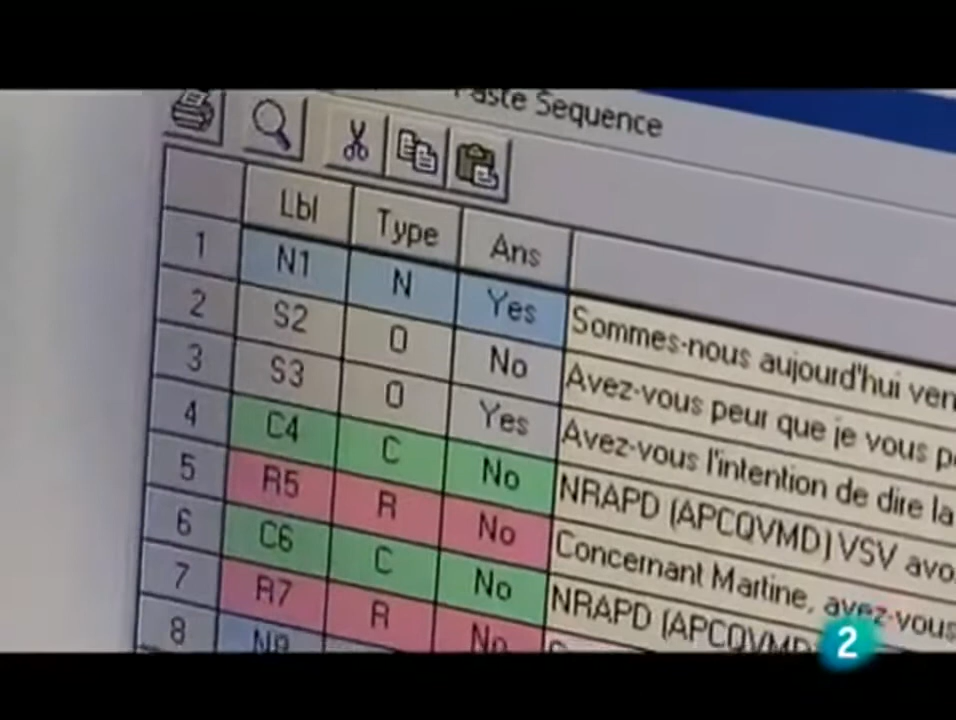 Paste Sequence
Lbl Type Ans
1 N1 N Yes Sommes-nous aujourd'hui ven
2 S2 O No Avez-vous peur que je vous p
3 S3 O Yes Avez-vous l'intention de dire la
4 C4 C No NRAPD (APCQVMD) VSV avo
5 R5 R No Concernant Martine, avez-vous
6 C6 C No NRAPD (APCQVMD)
7 R7 R No
8 N8
2